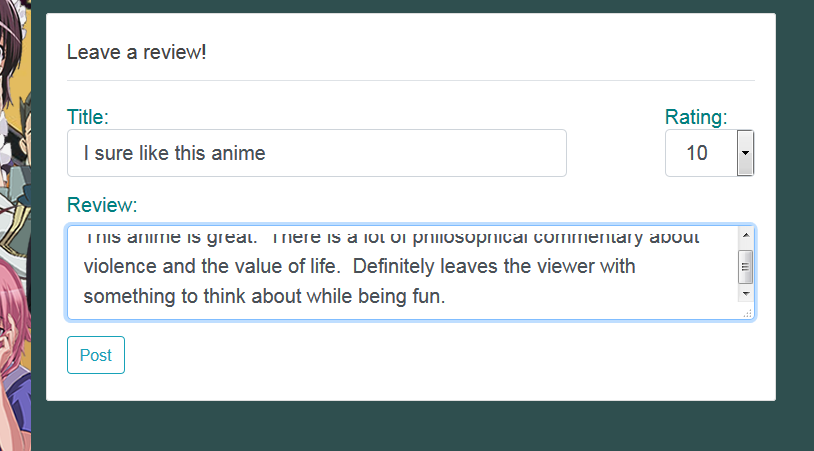 Leave a review!
Title:
Rating:
I sure like this anime
10
Review:
This anime is great.  There is a lot of philosophical commentary about
violence and the value of life.  Definitely leaves the viewer with
something to think about while being fun.
Post